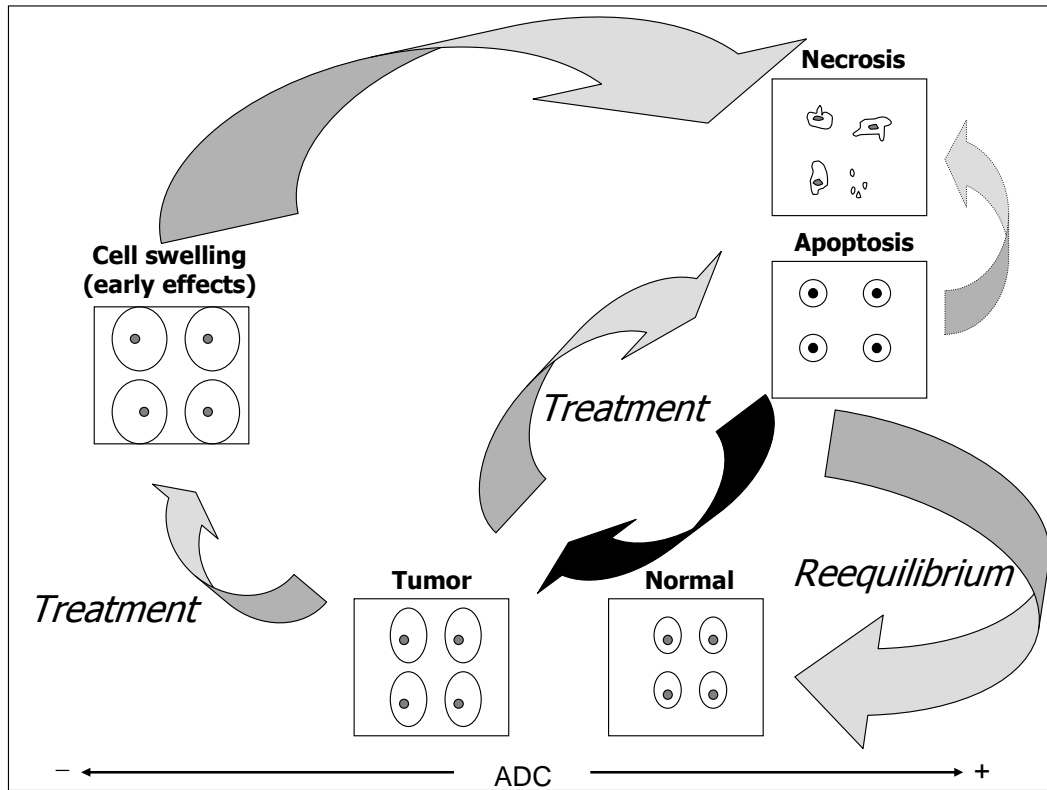 Necrosis
Cell swelling
(early effects)
Apoptosis
Treatment
Treatment
Tumor
Normal
Reequilibrium
− ADC +